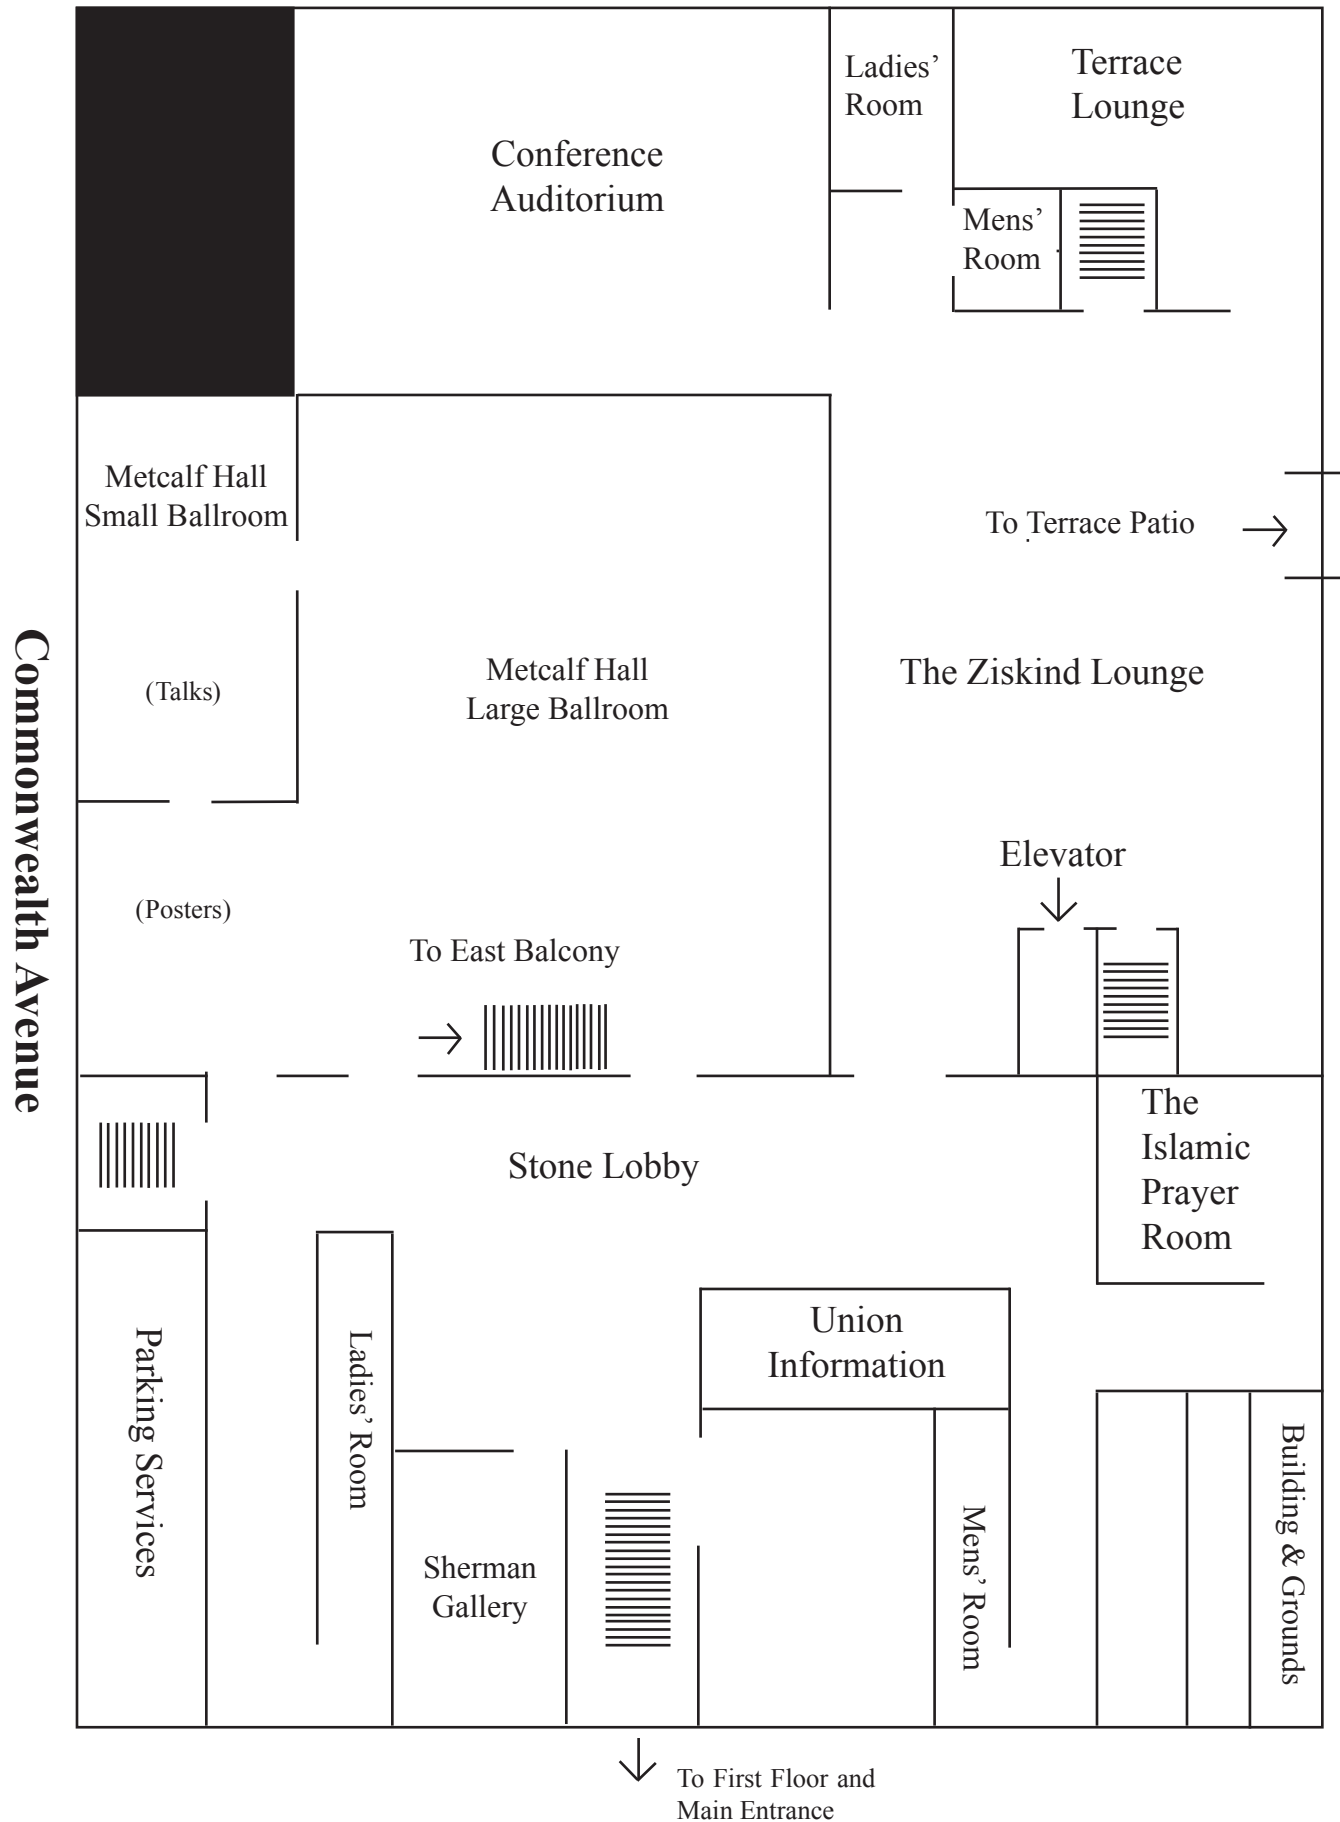 Ladies’
Room
Terrace
Lounge
Conference
Auditorium
Mens’
Room
Metcalf Hall
Small Ballroom
To Terrace Patio
(Talks)
Metcalf Hall
Large Ballroom
The Ziskind Lounge
Commonwealth Avenue
Elevator
(Posters)
To East Balcony
The
Islamic
Prayer
Room
Stone Lobby
Parking Services
Ladies’ Room
Union
Information
Sherman
Gallery
Mens’ Room
Building & Grounds
To First Floor and
Main Entrance